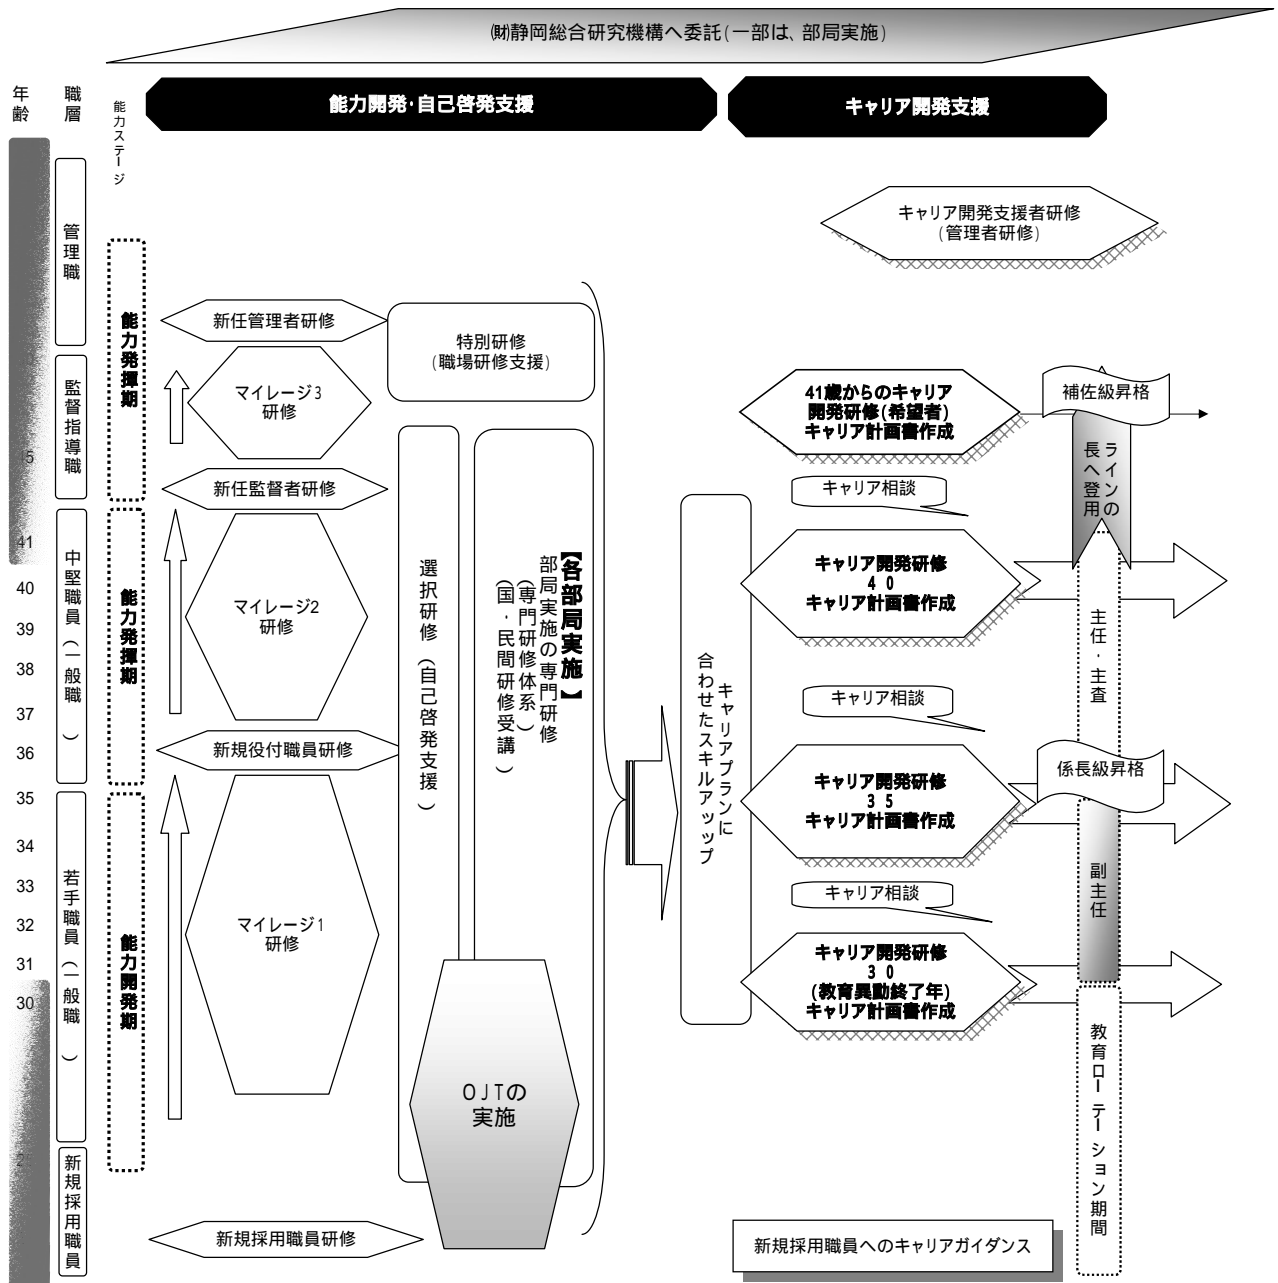 ㈶静岡総合研究機構へ委託(一部は、部局実施)
年齢
職層
能力ステージ
能力開発・自己啓発支援
キャリア開発支援
管理職
監督指導職
中堅職員(一般職)
若手職員(一般職)
新規採用職員
41
40
39
38
37
36
35
34
33
32
31
30
能力発揮期
能力発揮期
能力開発期
新任管理者研修
マイレージ3
研修
新任監督者研修
マイレージ2
研修
新規役付職員研修
マイレージ1
研修
新規採用職員研修
特別研修
(職場研修支援)
選択研修(自己啓発支援)
【各部局実施】
部局実施の専門研修
(専門研修体系)
(国・民間研修受講)
OJTの
実施
キャリアプランに
合わせたスキルアッップ
キャリア開発支援者研修
(管理者研修)
41歳からのキャリア
開発研修(希望者)
キャリア計画書作成
キャリア相談
キャリア開発研修
40
キャリア計画書作成
キャリア相談
キャリア開発研修
35
キャリア計画書作成
キャリア相談
キャリア開発研修
30
(教育異動終了年)
キャリア計画書作成
補佐級昇格
ラインの
長へ登用
主任・主査
係長級昇格
副主任
教育ローテーション期間
新規採用職員へのキャリアガイダンス